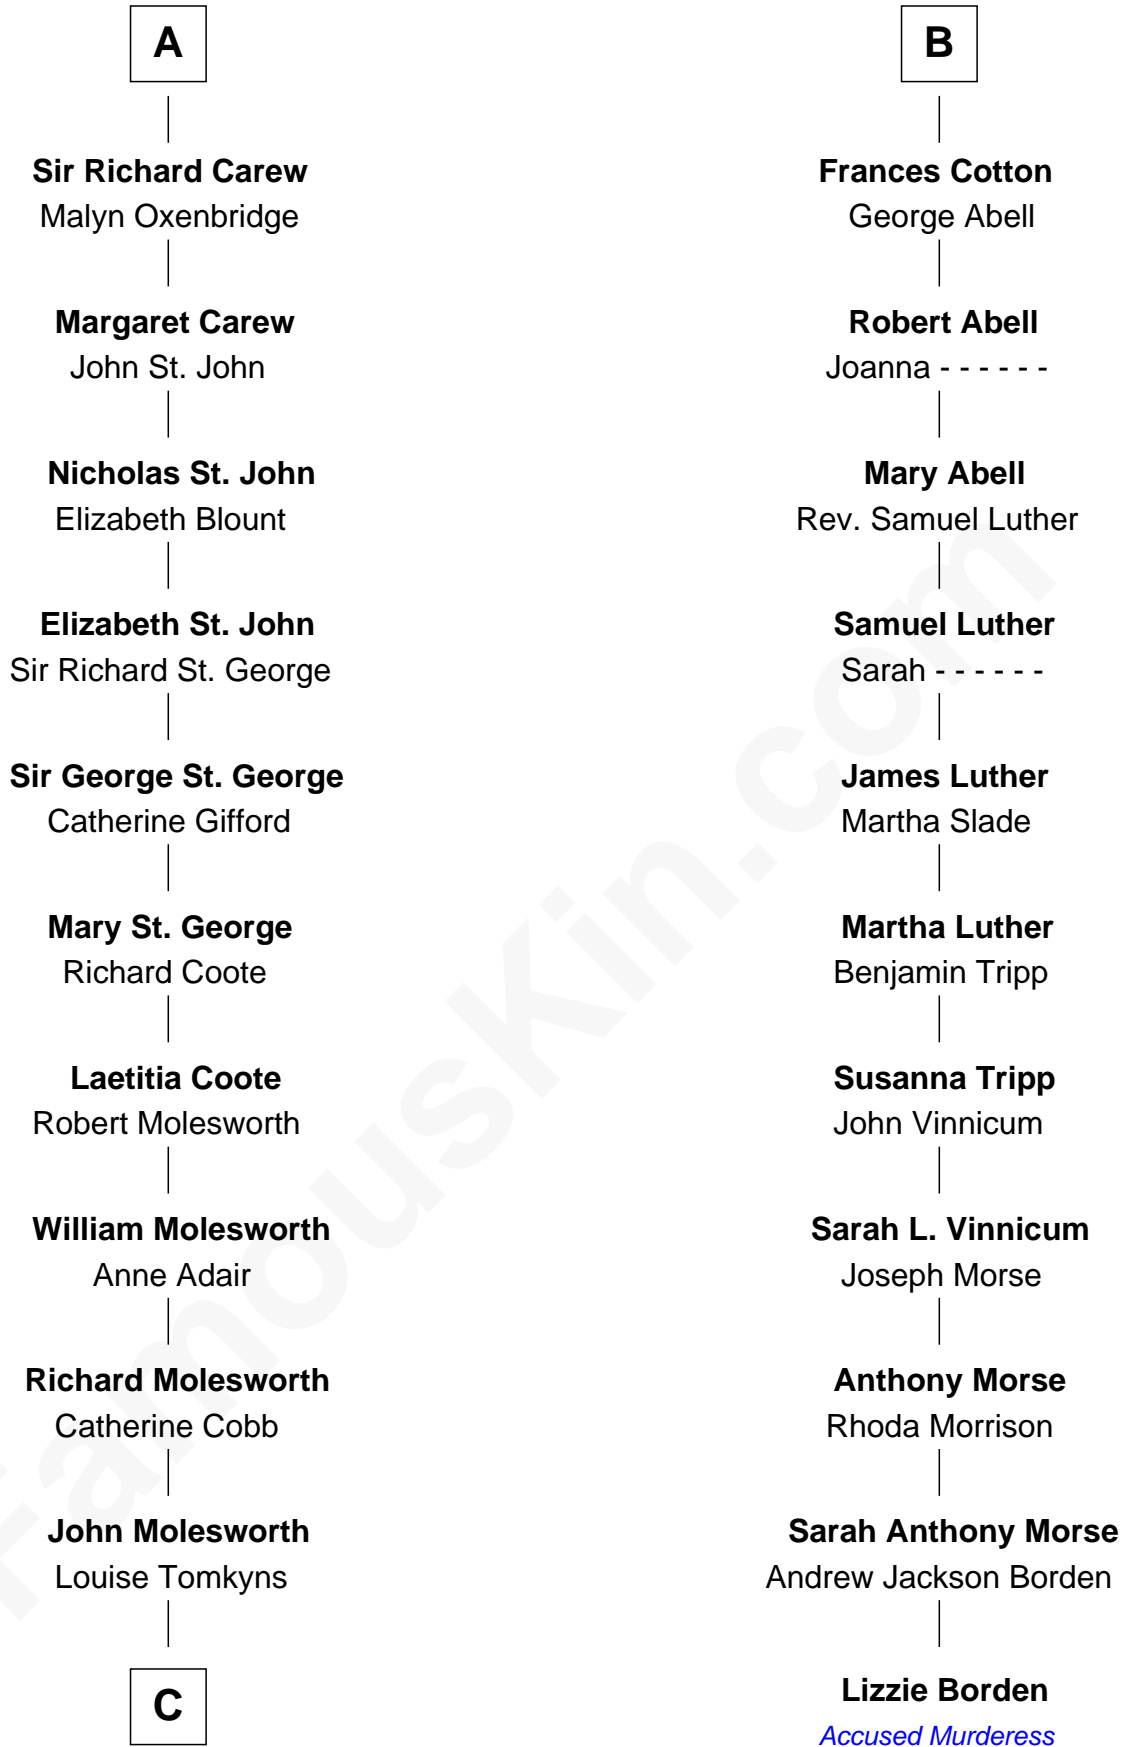 A
Sir Richard Carew
Malyn Oxenbridge
Margaret Carew
John St. John
Nicholas St. John
Elizabeth Blount
Elizabeth St. John
Sir Richard St. George
Sir George St. George
Catherine Gifford
Mary St. George
Richard Coote
Laetitia Coote
Robert Molesworth
William Molesworth
Anne Adair
Richard Molesworth
Catherine Cobb
John Molesworth
Louise Tomkyns
C
B
Frances Cotton
George Abell
Robert Abell
Joanna - - - - - -
Mary Abell
Rev. Samuel Luther
Samuel Luther
Sarah - - - - - -
James Luther
Martha Slade
Martha Luther
Benjamin Tripp
Susanna Tripp
John Vinnicum
Sarah L. Vinnicum
Joseph Morse
Anthony Morse
Rhoda Morrison
Sarah Anthony Morse
Andrew Jackson Borden
Lizzie Borden
Accused Murderess
FamousKin.com